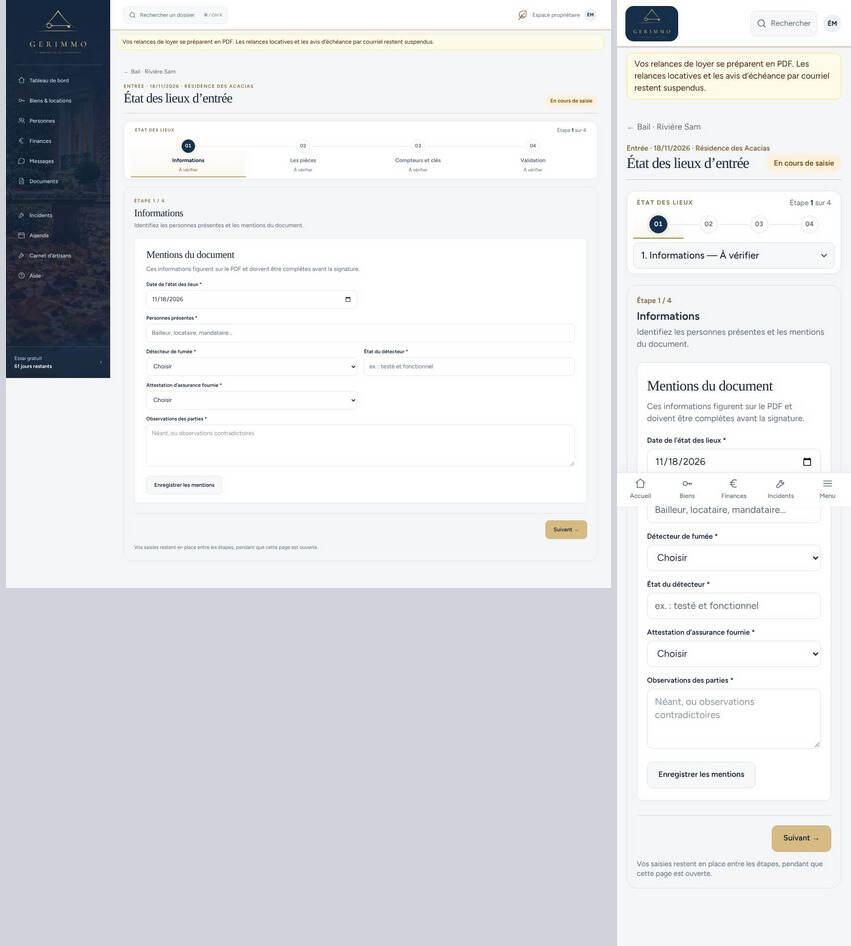 GERIMMO
Tableau de bord
Biens & locations
Personnes
Finances
Messages
Documents
Incidents
Agenda
Carnet d'artisans
Aide
Essai gratuit
61 jours restants
Rechercher un dossier
Espace propriétaire
ÉM
Vos relances de loyer se préparent en PDF. Les relances locatives et les avis d'échéance par courriel restent suspendus.
← Bail · Rivière Sam
ENTRÉE · 18/11/2026 · RÉSIDENCE DES ACACIAS
État des lieux d’entrée
En cours de saisie
ÉTAT DES LIEUX
Étape 1 sur 4
01
02
03
04
Informations
Les pièces
Compteurs et clés
Validation
À vérifier
À vérifier
À vérifier
À vérifier
ÉTAPE 1 / 4
Informations
Identifiez les personnes présentes et les mentions du document.
Mentions du document
Ces informations figurent sur le PDF et doivent être complétées avant la signature.
Date de l'état des lieux *
11/18/2026
Personnes présentes *
Bailleur, locataire, mandataire...
Détecteur de fumée *
État du détecteur *
Choisir
ex. : testé et fonctionnel
Attestation d'assurance fournie *
Choisir
Observations des parties *
Néant, ou observations contradictoires
Enregistrer les mentions
Suivant →
Vos saisies restent en place entre les étapes, pendant que cette page est ouverte.
GERIMMO
Rechercher
ÉM
Vos relances de loyer se préparent en PDF. Les
relances locatives et les avis d'échéance par courriel
restent suspendus.
← Bail · Rivière Sam
Entrée · 18/11/2026 · Résidence des Acacias
État des lieux d’entrée
En cours de saisie
ÉTAT DES LIEUX
Étape 1 sur 4
01
02
03
04
1. Informations — À vérifier
Étape 1 / 4
Informations
Identifiez les personnes présentes et les mentions
du document.
Mentions du document
Ces informations figurent sur le PDF et
doivent être complétées avant la signature.
Date de l'état des lieux *
11/18/2026
Accueil
Biens
Finances
Incidents
Menu
Bailleur, locataire, mandataire...
Détecteur de fumée *
Choisir
État du détecteur *
ex. : testé et fonctionnel
Attestation d'assurance fournie *
Choisir
Observations des parties *
Néant, ou observations
contradictoires
Enregistrer les mentions
Suivant →
Vos saisies restent en place entre les étapes, pendant que
cette page est ouverte.